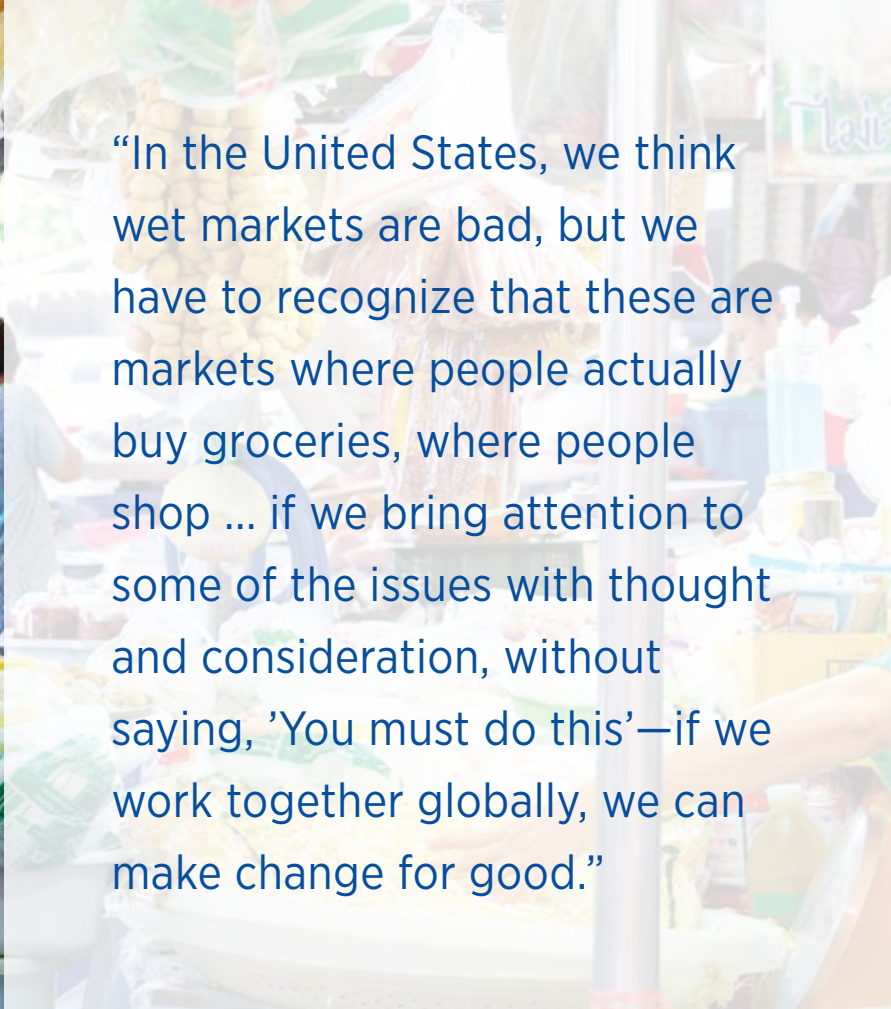 “In the United States, we think
wet markets are bad, but we
have to recognize that these are
markets where people actually
buy groceries, where people
shop ... if we bring attention to
some of the issues with thought
and consideration, without
saying, ’You must do this’—if we
work together globally, we can
make change for good.”